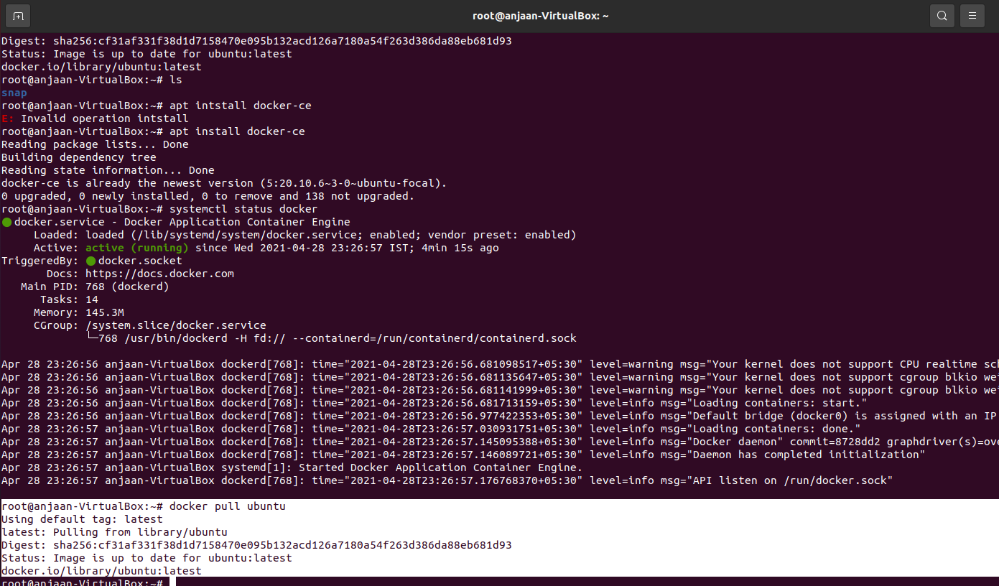 root@anjaan-VirtualBox: ~
Digest: sha256:cf31af331f38d1d7158470e095b132acd126a7180a54f263d386da88eb681d93
Status: Image is up to date for ubuntu:latest
docker.io/library/ubuntu:latest
root@anjaan-VirtualBox:~# ls
snap
root@anjaan-VirtualBox:~# apt intstall docker-ce
E: Invalid operation intstall
root@anjaan-VirtualBox:~# apt install docker-ce
Reading package lists... Done
Building dependency tree
Reading state information... Done
docker-ce is already the newest version (5:20.10.6~3-0~ubuntu-focal).
0 upgraded, 0 newly installed, 0 to remove and 138 not upgraded.
root@anjaan-VirtualBox:~# systemctl status docker
docker.service - Docker Application Container Engine
Loaded: loaded (/lib/systemd/system/docker.service; enabled; vendor preset: enabled)
Active: active (running) since Wed 2021-04-28 23:26:57 IST; 4min 15s ago
TriggeredBy: docker.socket
Docs: https://docs.docker.com
Main PID: 768 (dockerd)
Tasks: 14
Memory: 145.3M
CGroup: /system.slice/docker.service
└─768 /usr/bin/dockerd -H fd:// --containerd=/run/containerd/containerd.sock
Apr 28 23:26:56 anjaan-VirtualBox dockerd[768]: time="2021-04-28T23:26:56.681098517+05:30" level=warning msg="Your kernel does not support CPU realtime sch
Apr 28 23:26:56 anjaan-VirtualBox dockerd[768]: time="2021-04-28T23:26:56.681135647+05:30" level=warning msg="Your kernel does not support cgroup blkio wei
Apr 28 23:26:56 anjaan-VirtualBox dockerd[768]: time="2021-04-28T23:26:56.681141999+05:30" level=warning msg="Your kernel does not support cgroup blkio wei
Apr 28 23:26:56 anjaan-VirtualBox dockerd[768]: time="2021-04-28T23:26:56.681713159+05:30" level=info msg="Loading containers: start."
Apr 28 23:26:56 anjaan-VirtualBox dockerd[768]: time="2021-04-28T23:26:56.977422353+05:30" level=info msg="Default bridge (docker0) is assigned with an IP
Apr 28 23:26:57 anjaan-VirtualBox dockerd[768]: time="2021-04-28T23:26:57.030931751+05:30" level=info msg="Loading containers: done."
Apr 28 23:26:57 anjaan-VirtualBox dockerd[768]: time="2021-04-28T23:26:57.145095388+05:30" level=info msg="Docker daemon" commit=8728dd2 graphdriver(s)=ove
Apr 28 23:26:57 anjaan-VirtualBox dockerd[768]: time="2021-04-28T23:26:57.146089721+05:30" level=info msg="Daemon has completed initialization"
Apr 28 23:26:57 anjaan-VirtualBox systemd[1]: Started Docker Application Container Engine.
Apr 28 23:26:57 anjaan-VirtualBox dockerd[768]: time="2021-04-28T23:26:57.176768370+05:30" level=info msg="API listen on /run/docker.sock"
root@anjaan-VirtualBox:~# docker pull ubuntu
Using default tag: latest
latest: Pulling from library/ubuntu
Digest: sha256:cf31af331f38d1d7158470e095b132acd126a7180a54f263d386da88eb681d93
Status: Image is up to date for ubuntu:latest
docker.io/library/ubuntu:latest
root@anjaan-VirtualBox:~#